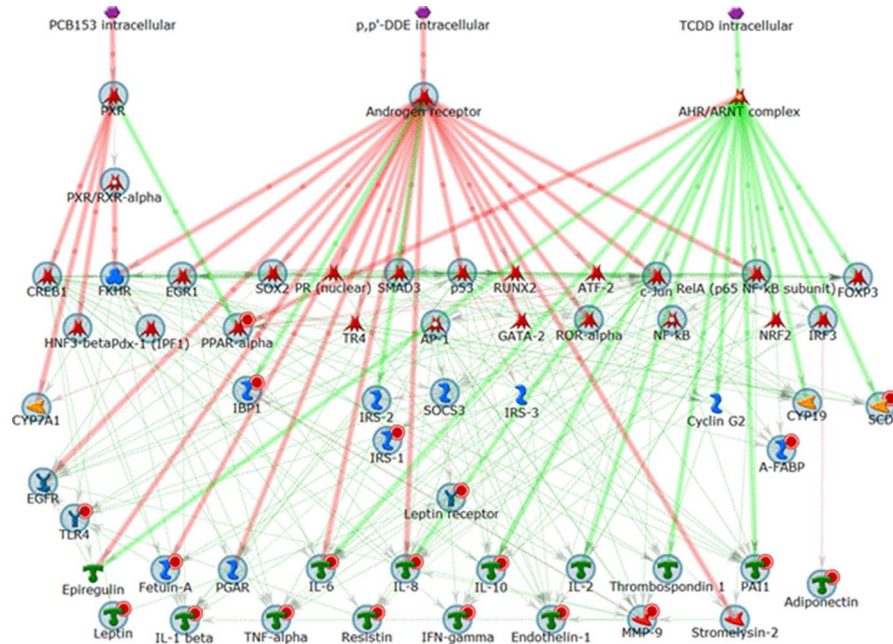 PCB153 intracellular
p,p'-DDE intracellular
TCDD intracellular
PXR
Androgen receptor
AHR/ARNT complex
PXR/RXR-alpha
CREB1
FKHR
EGR1
SOX2
PR (nuclear)
SMAD3
p53
RUNX2
ATF-2
c-Jun
RelA (p65 NF-kB subunit)
FOXP3
HNF3-beta
Pdx-1 (IPF1)
PPAR-alpha
TR4
AP-1
GATA-2
ROR-alpha
NF-kB
NRF2
IRF3
CYP7A1
IBP1
IRS-2
SOCS3
IRS-3
Cyclin G2
CYP19
SCD
IRS-1
A-FABP
EGFR
TLR4
Leptin receptor
Epiregulin
Fetuin-A
PGAR
IL-6
IL-8
IL-10
IL-2
Thrombospondin 1
PAI1
Adiponectin
Leptin
IL-1 beta
TNF-alpha
Resistin
IFN-gamma
Endothelin-1
MMP-9
Stromelysin-2